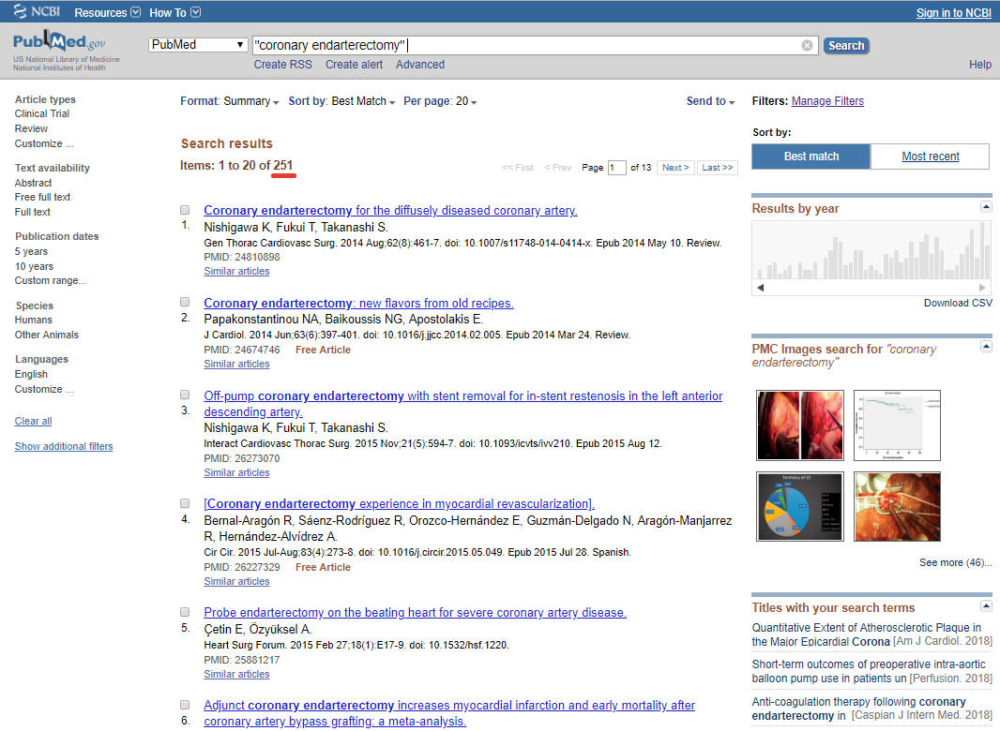 NCBI Resources How To Sign in to NCBI
PubMed.gov
US National Library of Medicine
National Institutes of Health
PubMed "coronary endarterectomy" Search
Create RSS Create alert Advanced Help
Article types
Clinical Trial
Review
Customize ...
Text availability
Abstract
Free full text
Full text
Publication dates
5 years
10 years
Custom range...
Species
Humans
Other Animals
Languages
English
Customize ...
Clear all
Show additional filters
Format: Summary Sort by: Best Match Per page: 20 Send to
Search results
Items: 1 to 20 of 251
<< First < Prev Page 1 of 13 Next > Last >>
Coronary endarterectomy for the diffusely diseased coronary artery.
1. Nishigawa K, Fukui T, Takanashi S.
Gen Thorac Cardiovasc Surg. 2014 Aug;62(8):461-7. doi: 10.1007/s11748-014-0414-x. Epub 2014 May 10. Review.
PMID: 24810898
Similar articles
Coronary endarterectomy: new flavors from old recipes.
2. Papakonstantinou NA, Baikoussis NG, Apostolakis E.
J Cardiol. 2014 Jun;63(6):397-401. doi: 10.1016/j.jjcc.2014.02.005. Epub 2014 Mar 24. Review.
PMID: 24674746 Free Article
Similar articles
Off-pump coronary endarterectomy with stent removal for in-stent restenosis in the left anterior
3. descending artery.
Nishigawa K, Fukui T, Takanashi S.
Interact Cardiovasc Thorac Surg. 2015 Nov;21(5):594-7. doi: 10.1093/icvts/ivv210. Epub 2015 Aug 12.
PMID: 26273070
Similar articles
[Coronary endarterectomy experience in myocardial revascularization].
4. Bernal-Aragón R, Sáenz-Rodríguez R, Orozco-Hernández E, Guzmán-Delgado N, Aragón-Manjarrez
R, Hernández-Alvídrez A.
Cir Cir. 2015 Jul-Aug;83(4):273-8. doi: 10.1016/j.circir.2015.05.049. Epub 2015 Jul 28. Spanish.
PMID: 26227329 Free Article
Similar articles
Probe endarterectomy on the beating heart for severe coronary artery disease.
5. Çetin E, Özyüksel A.
Heart Surg Forum. 2015 Feb 27;18(1):E17-9. doi: 10.1532/hsf.1220.
PMID: 25881217
Similar articles
Adjunct coronary endarterectomy increases myocardial infarction and early mortality after
6. coronary artery bypass grafting: a meta-analysis.
Filters: Manage Filters
Sort by:
Best match Most recent
Results by year
Download CSV
PMC Images search for "coronary
endarterectomy"
Territory of CE
See more (46)...
Titles with your search terms
Quantitative Extent of Atherosclerotic Plaque in
the Major Epicardial Corona [Am J Cardiol. 2018]
Short-term outcomes of preoperative intra-aortic
balloon pump use in patients un [Perfusion. 2018]
Anti-coagulation therapy following coronary
endarterectomy in [Caspian J Intern Med. 2018]